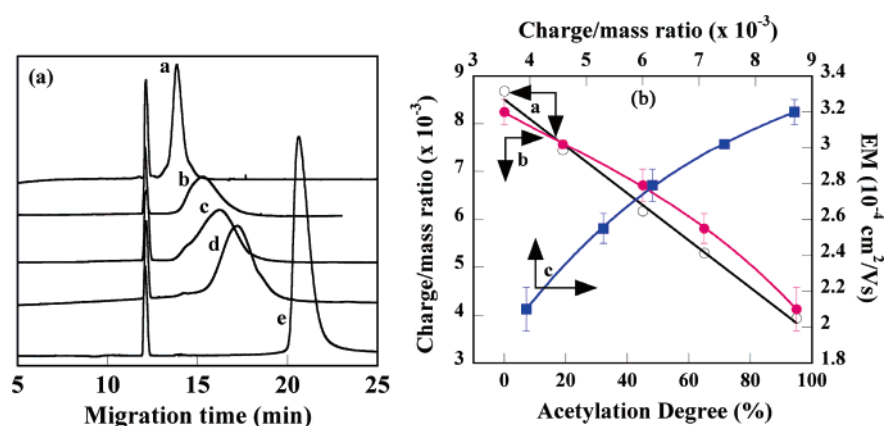 (a)
a
b
c
d
e
5 10 15 20 25
Migration time (min)
Charge/mass ratio (x 10⁻³)
3 4 5 6 7 8 9
(b)
a
b
c
9
8
7
6
5
4
3
Charge/mass ratio (x 10⁻³)
3.4
3.2
3
2.8
2.6
2.4
2.2
2
1.8
EM (10⁻⁴ cm²/Vs)
0 20 40 60 80 100
Acetylation Degree (%)